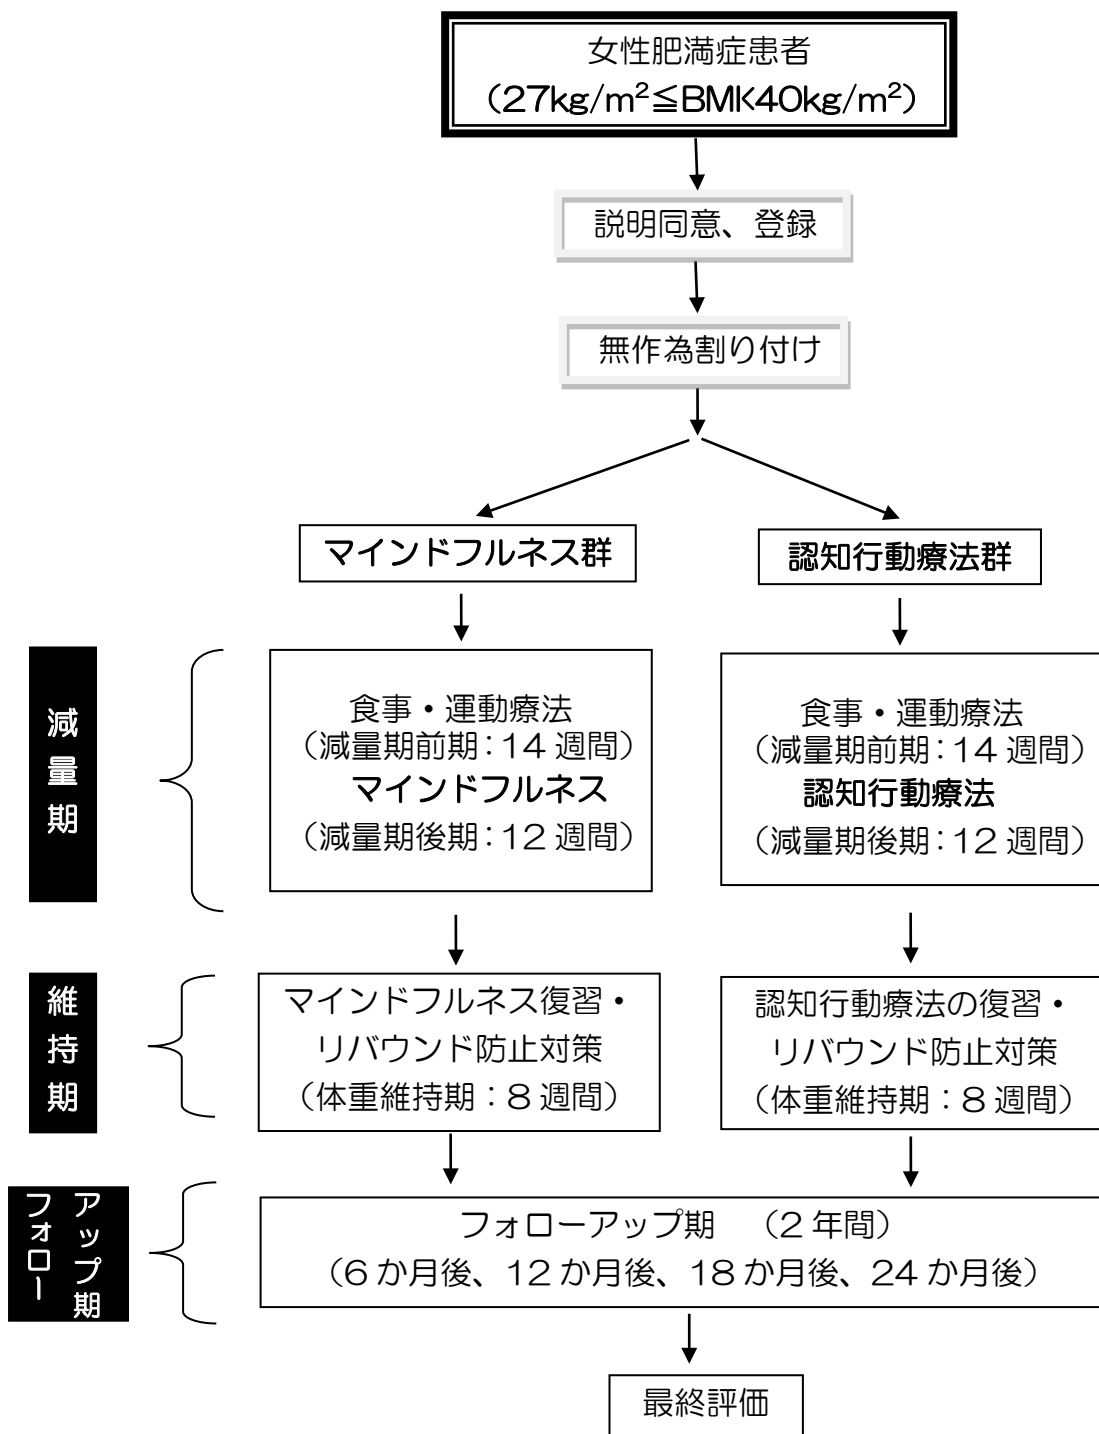 女性肥満症患者
（27kg/m²≦BMI<40kg/m²）
説明同意、登録
無作為割り付け
マインドフルネス群
認知行動療法群
減量期
食事・運動療法
（減量期前期：14 週間）
マインドフルネス
（減量期後期：12 週間）
食事・運動療法
（減量期前期：14 週間）
認知行動療法
（減量期後期：12 週間）
維持期
マインドフルネス復習・
リバウンド防止対策
（体重維持期：8 週間）
認知行動療法の復習・
リバウンド防止対策
（体重維持期：8 週間）
フォロー
アップ期
フォローアップ期　（2 年間）
（6 か月後、12 か月後、18 か月後、24 か月後）
最終評価